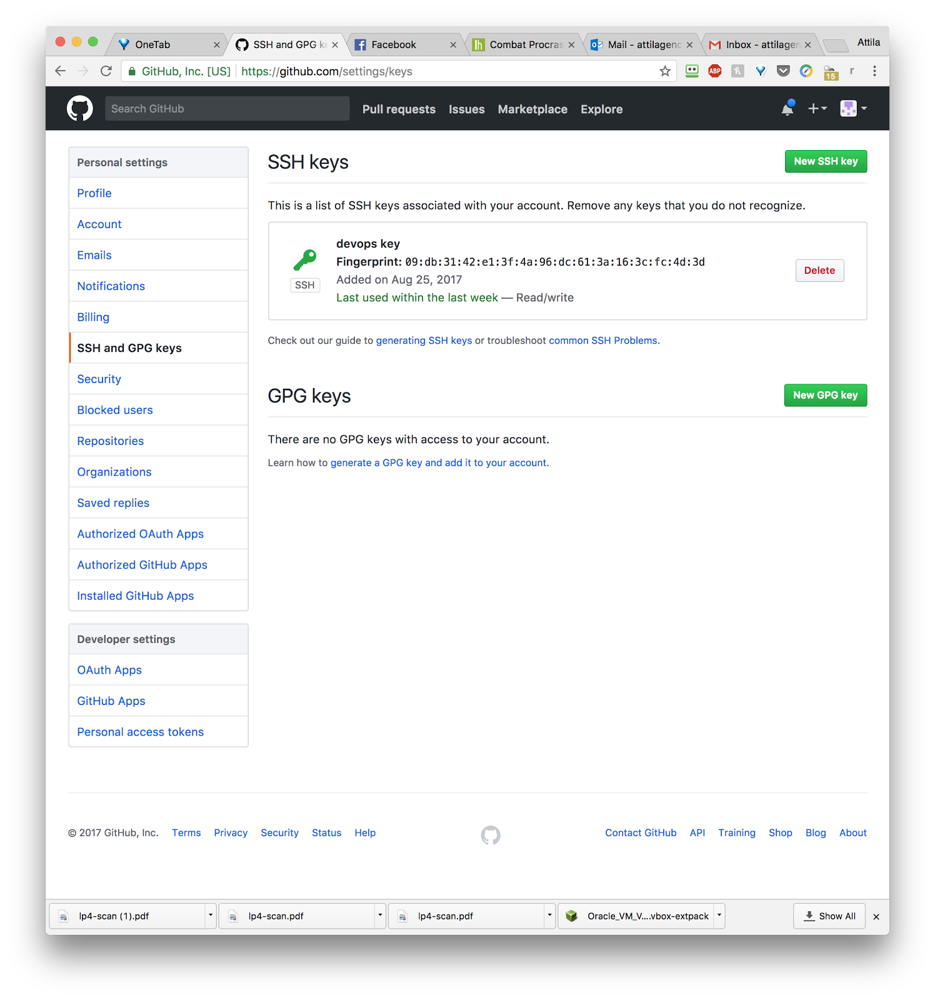 OneTab
SSH and GPG ke
Facebook
Combat Procras
Mail - attilagenc
Inbox - attilagen
Attila
GitHub, Inc. [US]
https://github.com/settings/keys
ABP
15
r
Search GitHub
Pull requests
Issues
Marketplace
Explore
Personal settings
Profile
Account
Emails
Notifications
Billing
SSH and GPG keys
Security
Blocked users
Repositories
Organizations
Saved replies
Authorized OAuth Apps
Authorized GitHub Apps
Installed GitHub Apps
Developer settings
OAuth Apps
GitHub Apps
Personal access tokens
SSH keys
New SSH key
This is a list of SSH keys associated with your account. Remove any keys that you do not recognize.
SSH
devops key
Fingerprint: 09:db:31:42:e1:3f:4a:96:dc:61:3a:16:3c:fc:4d:3d
Added on Aug 25, 2017
Last used within the last week — Read/write
Delete
Check out our guide to generating SSH keys or troubleshoot common SSH Problems.
GPG keys
New GPG key
There are no GPG keys with access to your account.
Learn how to generate a GPG key and add it to your account.
© 2017 GitHub, Inc.
Terms
Privacy
Security
Status
Help
Contact GitHub
API
Training
Shop
Blog
About
lp4-scan (1).pdf
lp4-scan.pdf
lp4-scan.pdf
Oracle_VM_V....vbox-extpack
Show All